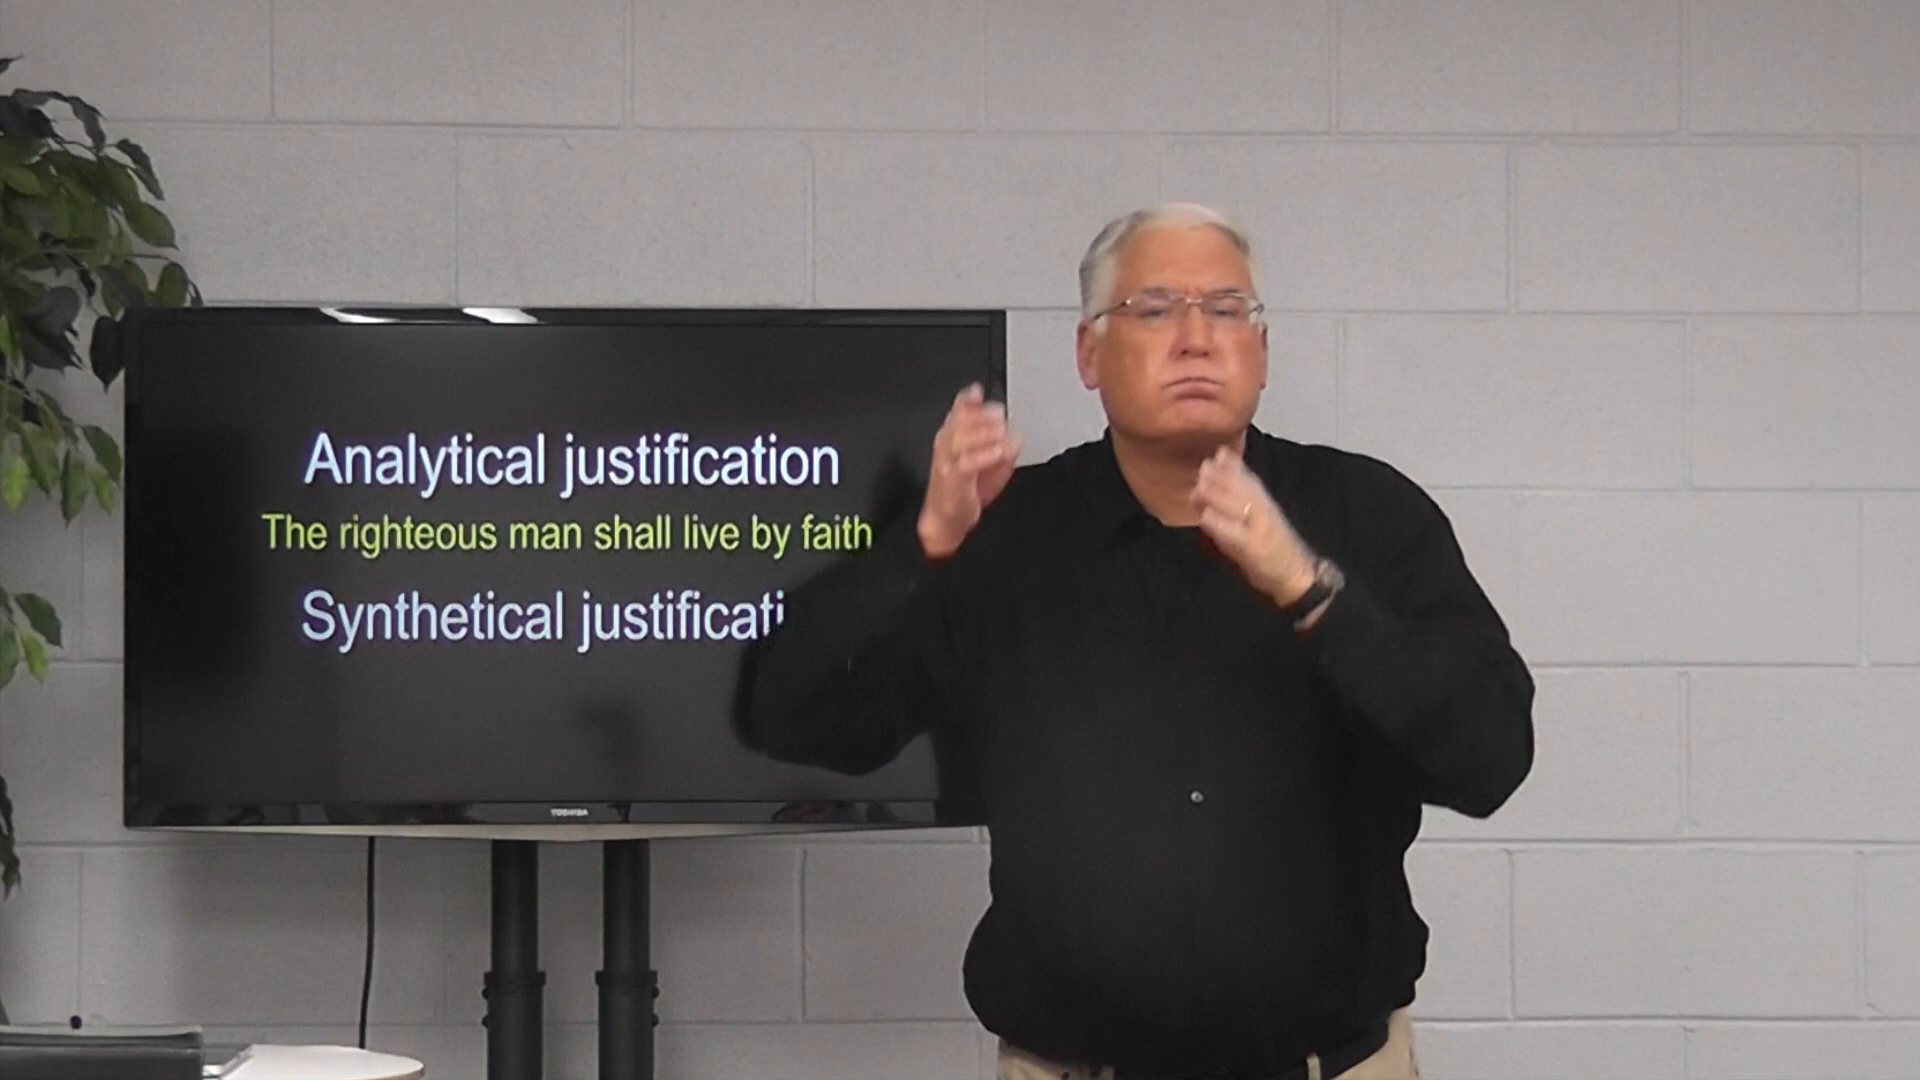 Analytical justification
The righteous man shall live by faith
Synthetical justificati
TOSHIBA